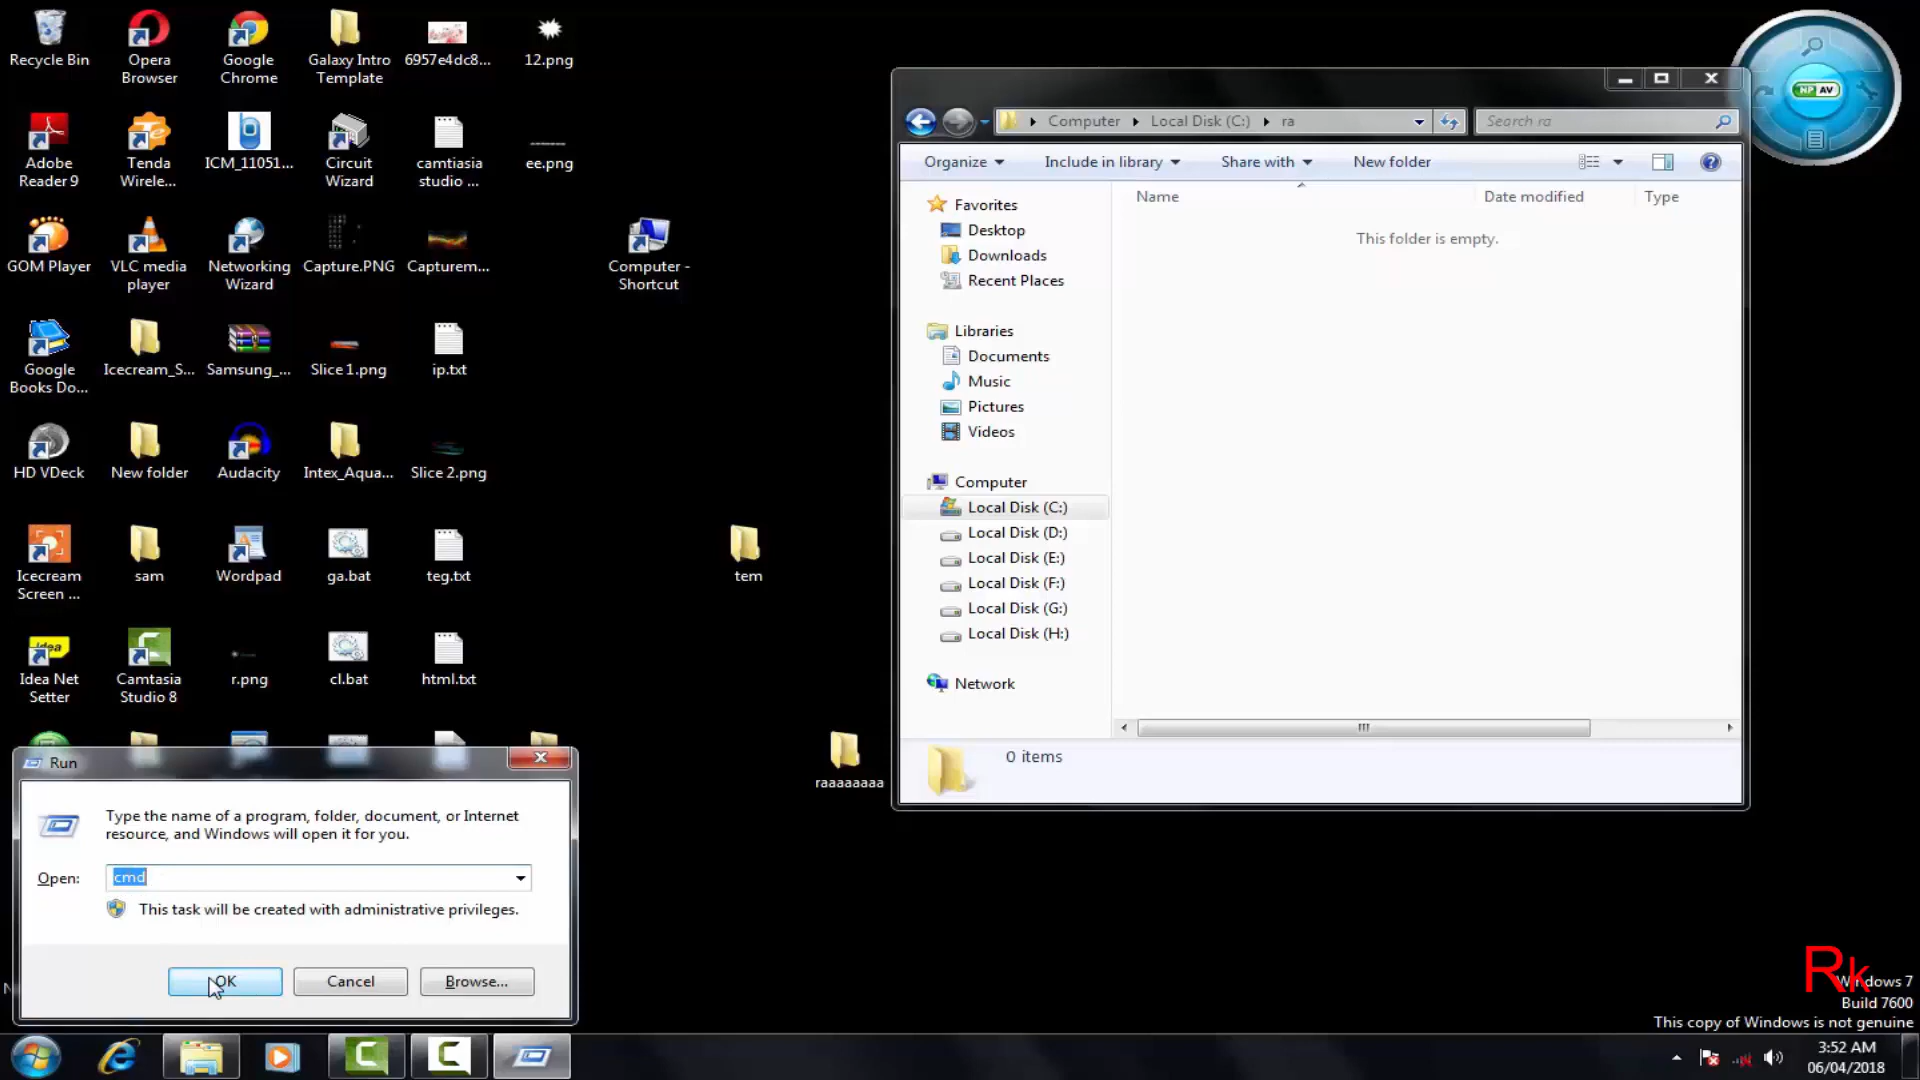 Recycle Bin
Opera
Browser
Google
Chrome
Galaxy Intro
Template
6957e4dc8...
12.png
Adobe
Reader 9
Tenda
Wirele...
ICM_11051...
Circuit
Wizard
camtiasia
studio ...
ee.png
GOM Player
VLC media
player
Networking
Wizard
Capture.PNG
Capturem...
Computer -
Shortcut
Google
Books Do...
Icecream_S...
Samsung_...
Slice 1.png
ip.txt
HD VDeck
New folder
Audacity
Intex_Aqua...
Slice 2.png
Icecream
Screen ...
sam
Wordpad
ga.bat
teg.txt
tem
Idea
Idea Net
Setter
Camtasia
Studio 8
r.png
cl.bat
html.txt
raaaaaaaa
Computer
Local Disk (C:)
ra
Search ra
Organize
Include in library
Share with
New folder
Name
Date modified
Type
This folder is empty.
Favorites
Desktop
Downloads
Recent Places
Libraries
Documents
Music
Pictures
Videos
Computer
Local Disk (C:)
Local Disk (D:)
Local Disk (E:)
Local Disk (F:)
Local Disk (G:)
Local Disk (H:)
Network
0 items
NP AV
Run
Type the name of a program, folder, document, or Internet
resource, and Windows will open it for you.
Open:
cmd
This task will be created with administrative privileges.
OK
Cancel
Browse...
Rk
Windows 7
Build 7600
This copy of Windows is not genuine
3:52 AM
06/04/2018